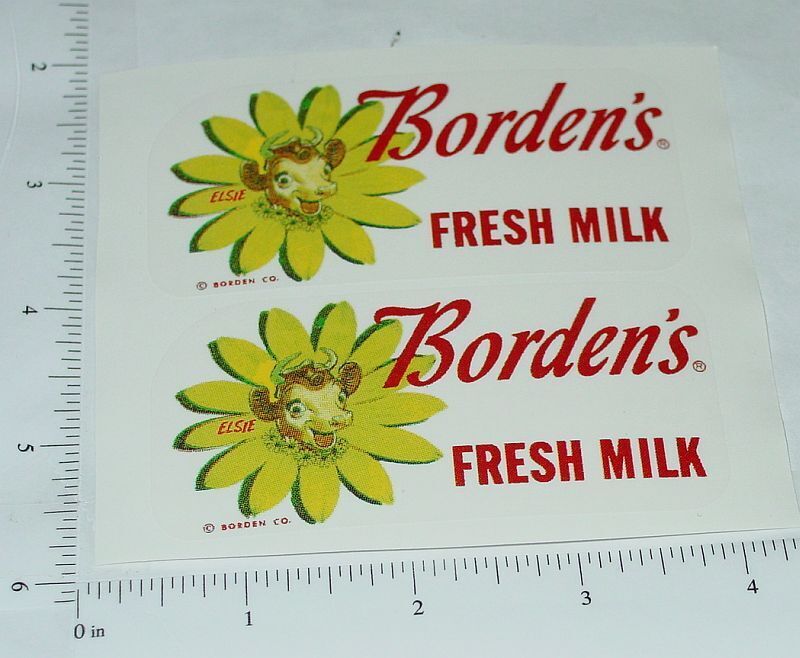 2
3
4
5
6
Borden's®
ELSIE
FRESH MILK
© BORDEN CO.
Borden's®
ELSIE
FRESH MILK
© BORDEN CO.
0 in
1
2
3
4